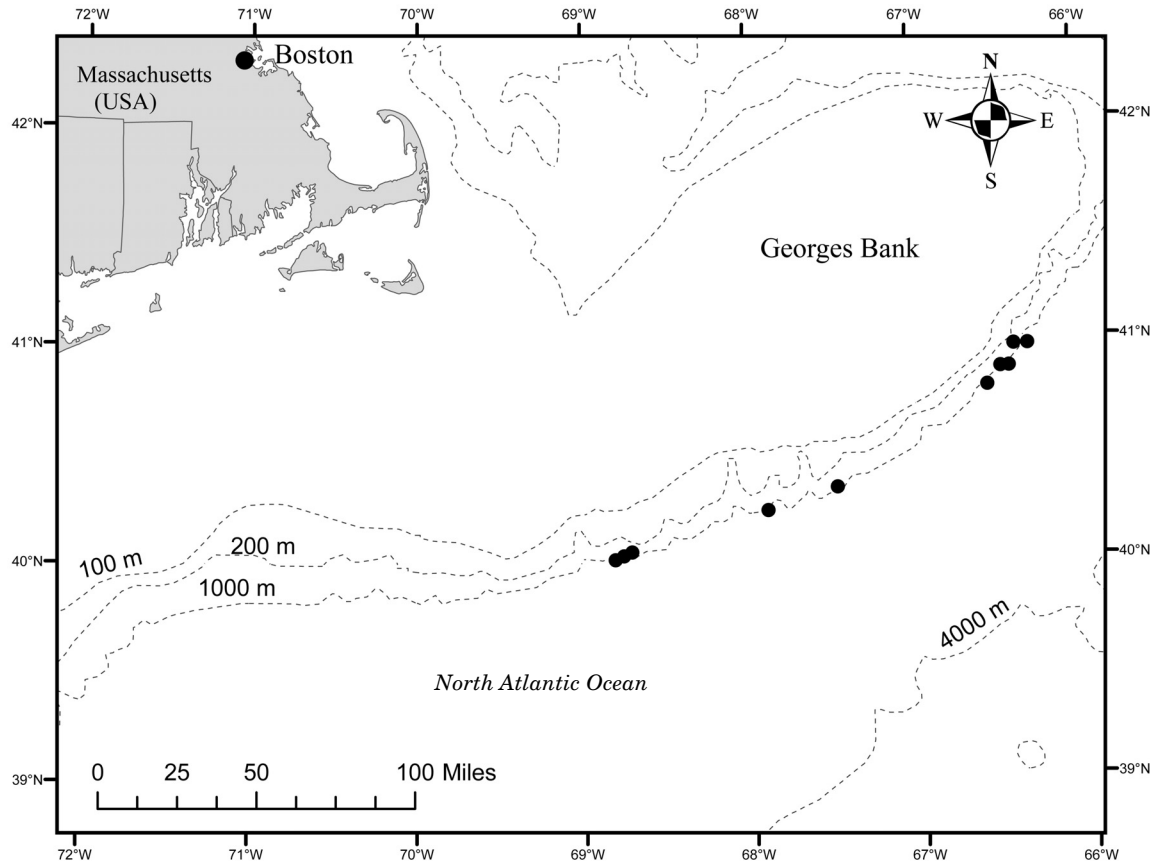 72°W 71°W 70°W 69°W 68°W 67°W 66°W
Boston
Massachusetts
(USA)
N
W E
S
42°N 42°N
Georges Bank
41°N 41°N
40°N 40°N
100 m
200 m
1000 m
4000 m
North Atlantic Ocean
0 25 50 100 Miles
39°N 39°N
72°W 71°W 70°W 69°W 68°W 67°W 66°W